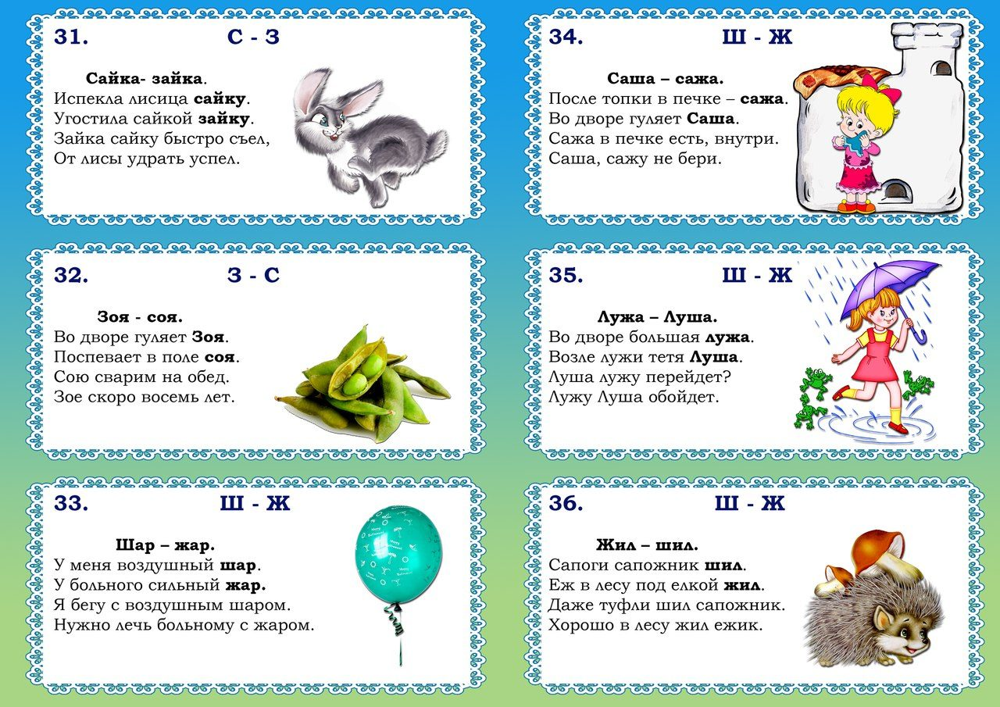 31. С - З
Сайка- зайка.
Испекла лисица сайку.
Угостила сайкой зайку.
Зайка сайку быстро съел,
От лисы удрать успел.
32. З - С
Зоя - соя.
Во дворе гуляет Зоя.
Поспевает в поле соя.
Сою сварим на обед.
Зое скоро восемь лет.
33. Ш - Ж
Шар – жар.
У меня воздушный шар.
У больного сильный жар.
Я бегу с воздушным шаром.
Нужно лечь больному с жаром.
34. Ш - Ж
Саша – сажа.
После топки в печке – сажа.
Во дворе гуляет Саша.
Сажа в печке есть, внутри.
Саша, сажу не бери.
35. Ш - Ж
Лужа – Луша.
Во дворе большая лужа.
Возле лужи тетя Луша.
Луша лужу перейдет?
Лужу Луша обойдет.
36. Ш - Ж
Жил – шил.
Сапоги сапожник шил.
Еж в лесу под елкой жил.
Даже туфли шил сапожник.
Хорошо в лесу жил ежик.